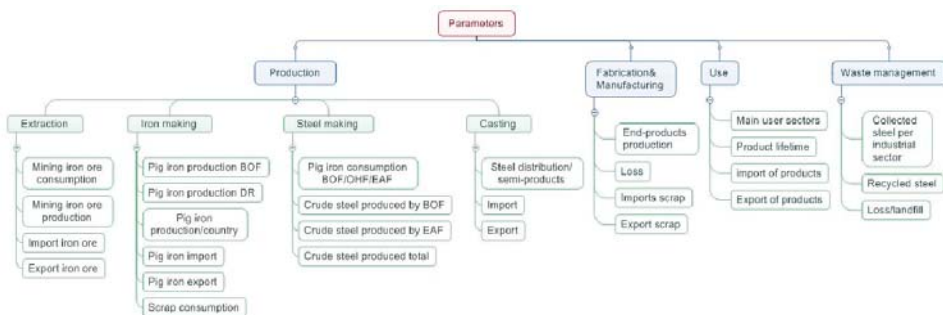 Parametors
Production
Fabrication&
Manufacturing
Use
Waste management
Extraction
Iron making
Steel making
Casting
Mining iron ore
consumption
Mining iron ore
production
Import iron ore
Export iron ore
Pig iron production BOF
Pig iron production DR
Pig iron
production/country
Pig iron import
Pig iron export
Scrap consumption
Pig iron consumption
BOF/OHF/EAF
Crude steel produced by BOF
Crude steel produced by EAF
Crude steel produced total
Steel distribution/
semi-products
Import
Export
End-products
production
Loss
Imports scrap
Export scrap
Main user sectors
Product lifetime
import of products
Export of products
Collected
steel per
industrial
sector
Recycled steel
Loss/landfill